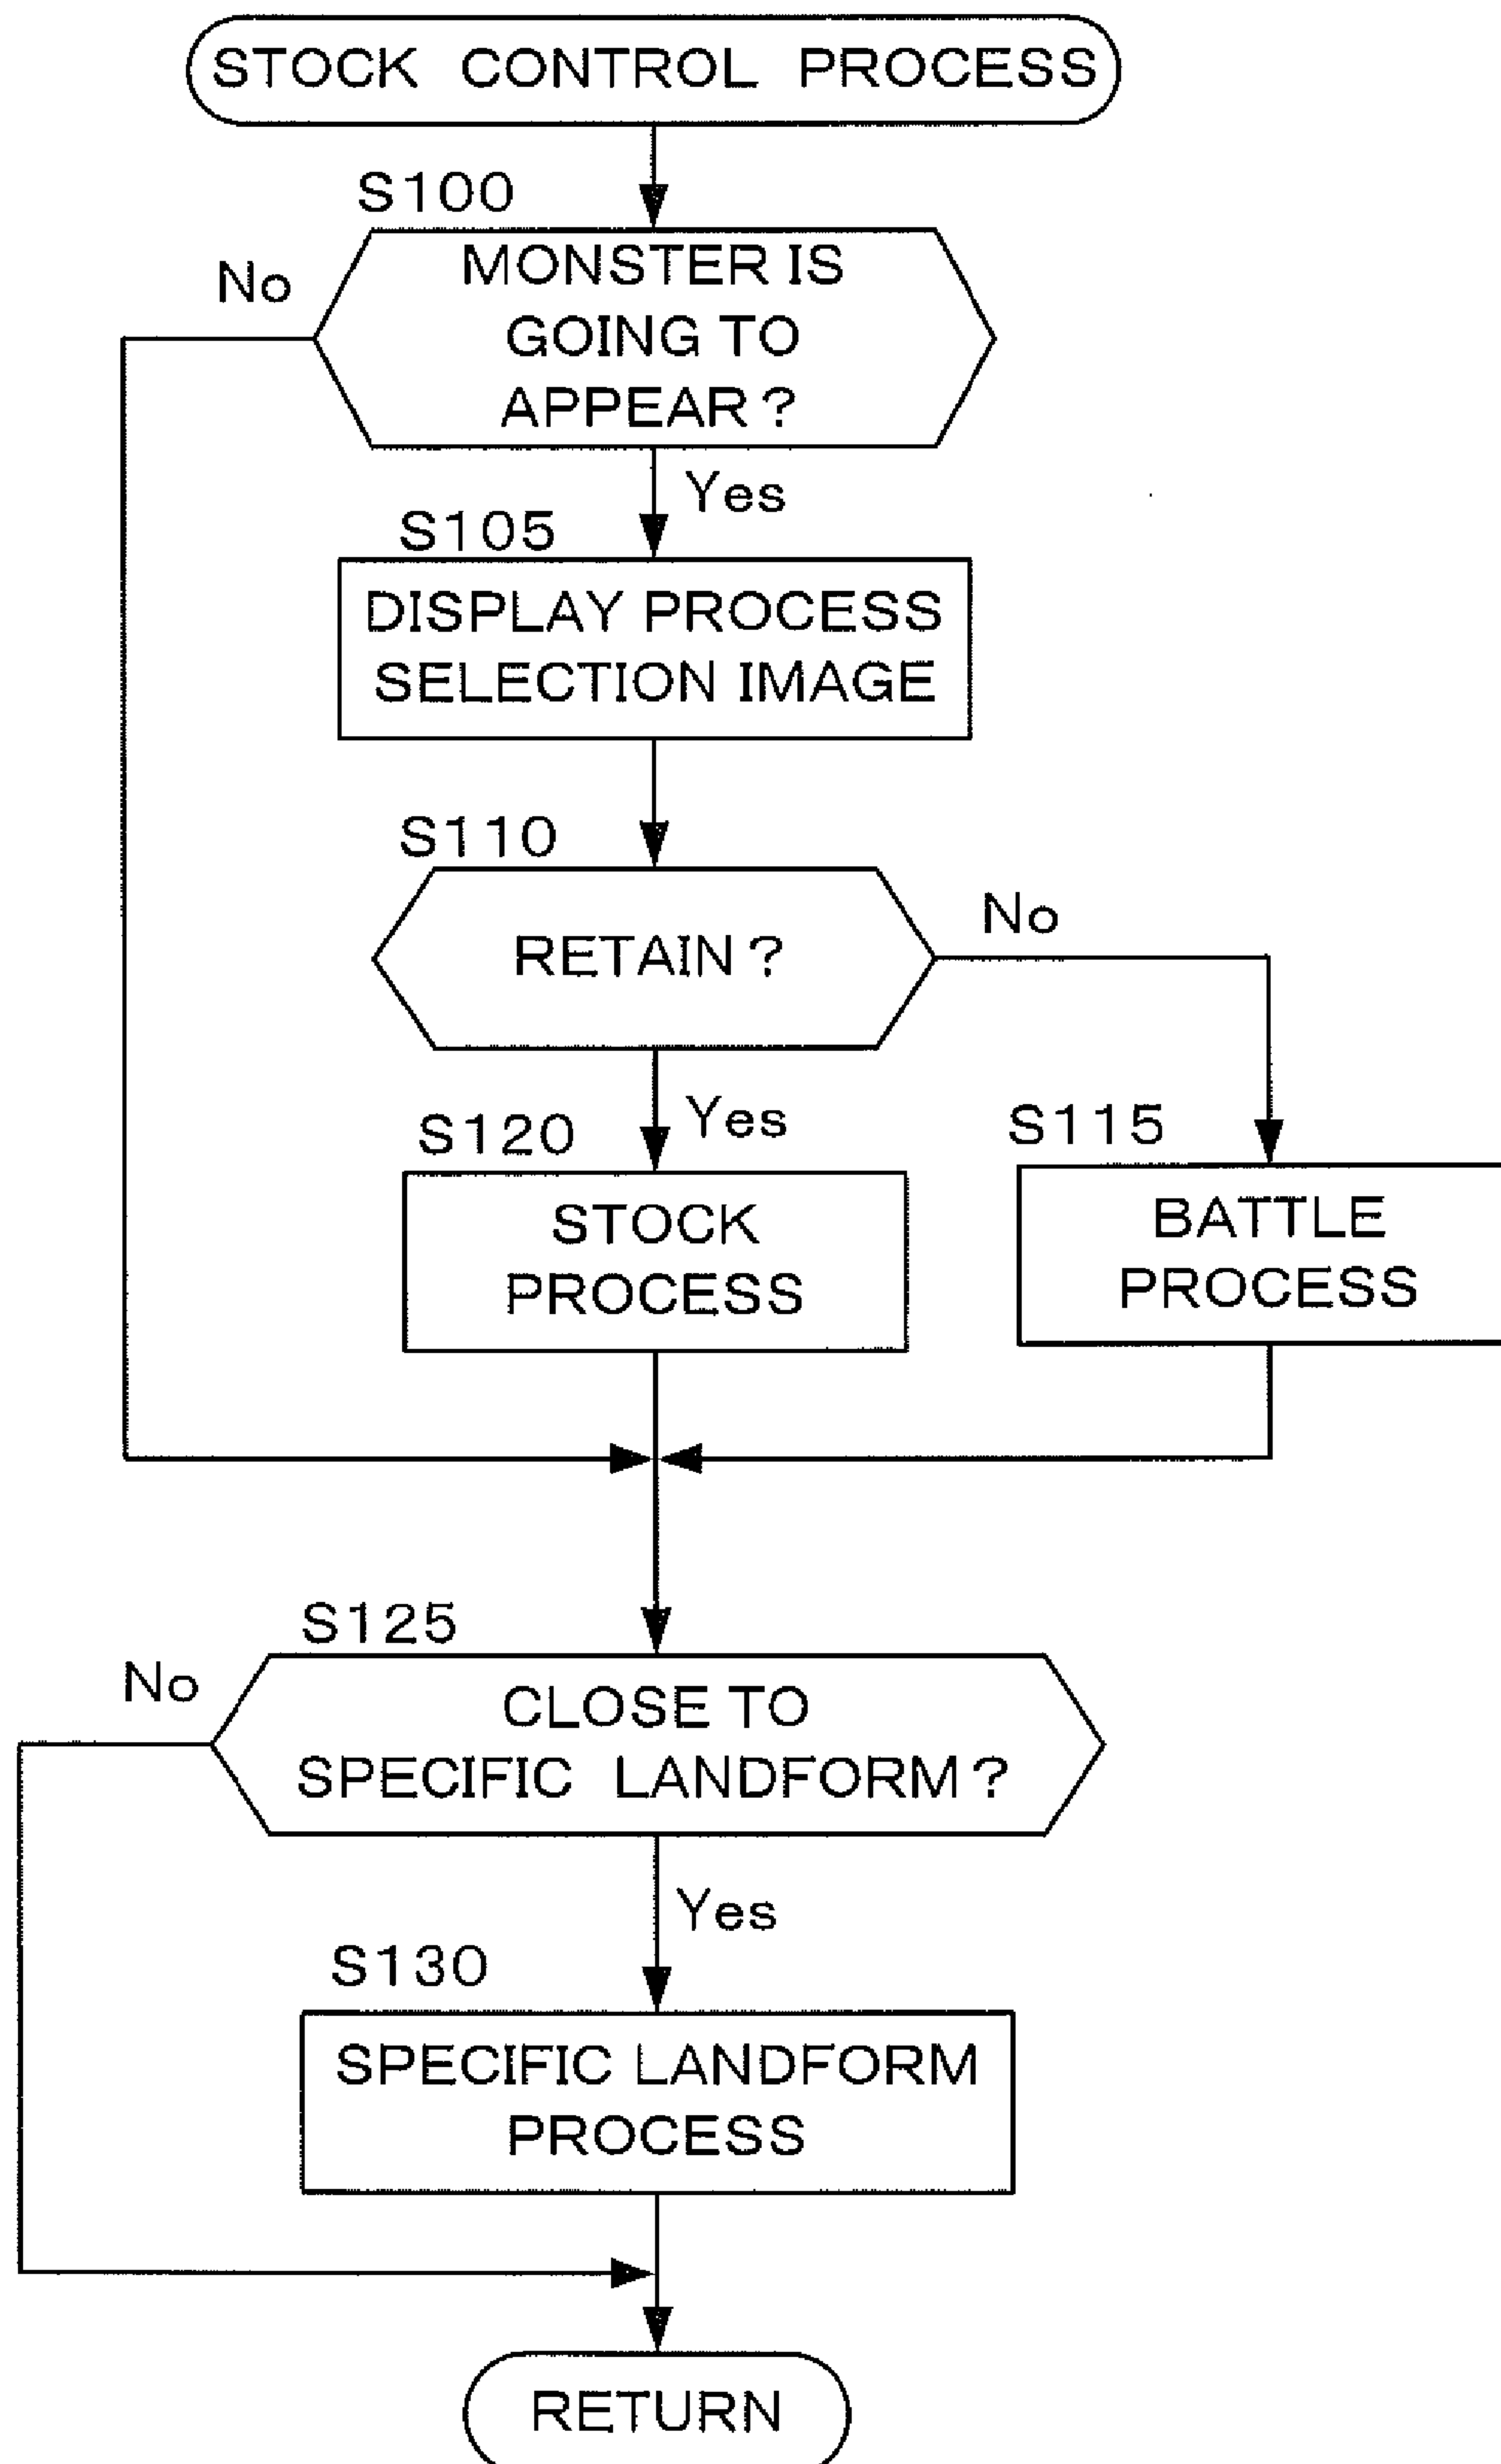 STOCK CONTROL PROCESS
S100
No
MONSTER IS
GOING TO
APPEAR?
Yes
S105
DISPLAY PROCESS
SELECTION IMAGE
S110
RETAIN?
No
Yes
S120
STOCK
PROCESS
S115
BATTLE
PROCESS
S125
No
CLOSE TO
SPECIFIC LANDFORM?
Yes
S130
SPECIFIC LANDFORM
PROCESS
RETURN